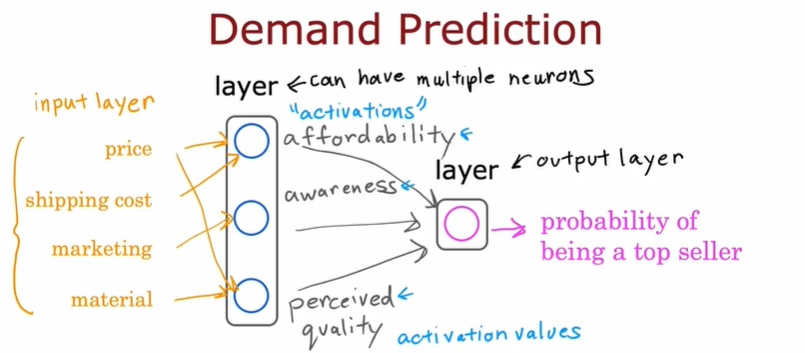 Demand Prediction
layer ←can have multiple neurons
input layer
"activations"
price
affordability
layer ←output layer
shipping cost
awareness
marketing
probability of
being a top seller
material
perceived
quality
activation values